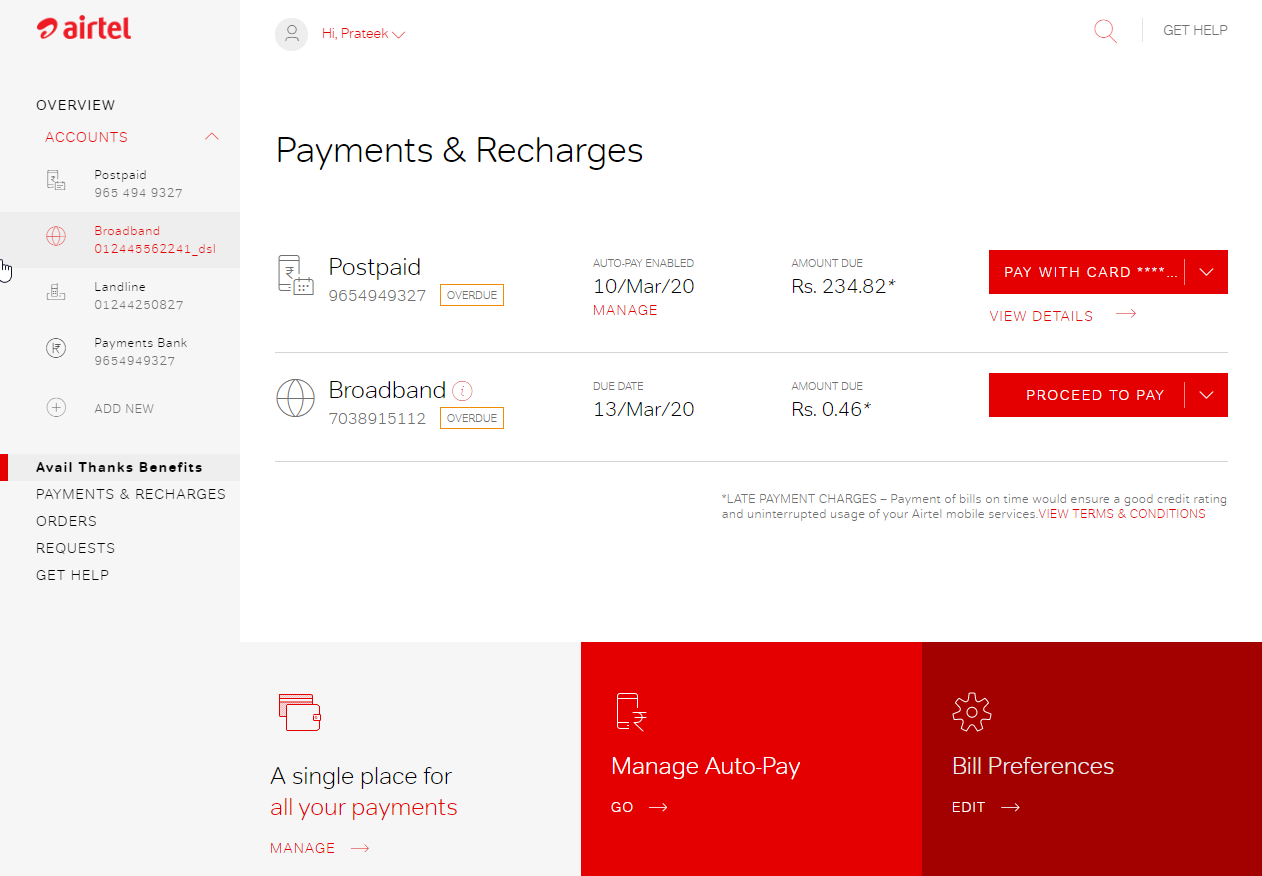 airtel
Hi, Prateek
GET HELP
OVERVIEW
ACCOUNTS
Postpaid
965 494 9327
Broadband
012445562241_dsl
Landline
01244250827
Payments Bank
9654949327
ADD NEW
Avail Thanks Benefits
PAYMENTS & RECHARGES
ORDERS
REQUESTS
GET HELP
Payments & Recharges
Postpaid
9654949327 OVERDUE
AUTO-PAY ENABLED
10/Mar/20
MANAGE
AMOUNT DUE
Rs. 234.82*
PAY WITH CARD ****...
VIEW DETAILS
Broadband i
7038915112 OVERDUE
DUE DATE
13/Mar/20
AMOUNT DUE
Rs. 0.46*
PROCEED TO PAY
*LATE PAYMENT CHARGES – Payment of bills on time would ensure a good credit rating
and uninterrupted usage of your Airtel mobile services.VIEW TERMS & CONDITIONS
A single place for
all your payments
MANAGE
Manage Auto-Pay
GO
Bill Preferences
EDIT